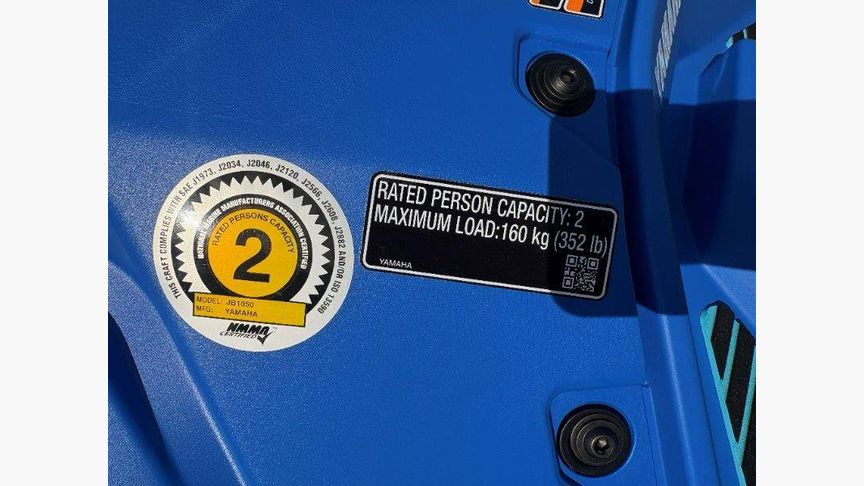 THIS CRAFT COMPLIES WITH SAE J1973, J2034, J2046, J2120, J2566, J2608, J2882 AND/OR ISO 13590
NATIONAL MARINE MANUFACTURERS ASSOCIATION CERTIFIED
RATED PERSONS CAPACITY
2
MODEL: JB1050
MFG: YAMAHA
NMMA
CERTIFIED
RATED PERSON CAPACITY: 2
MAXIMUM LOAD:160 kg (352 lb)
YAMAHA